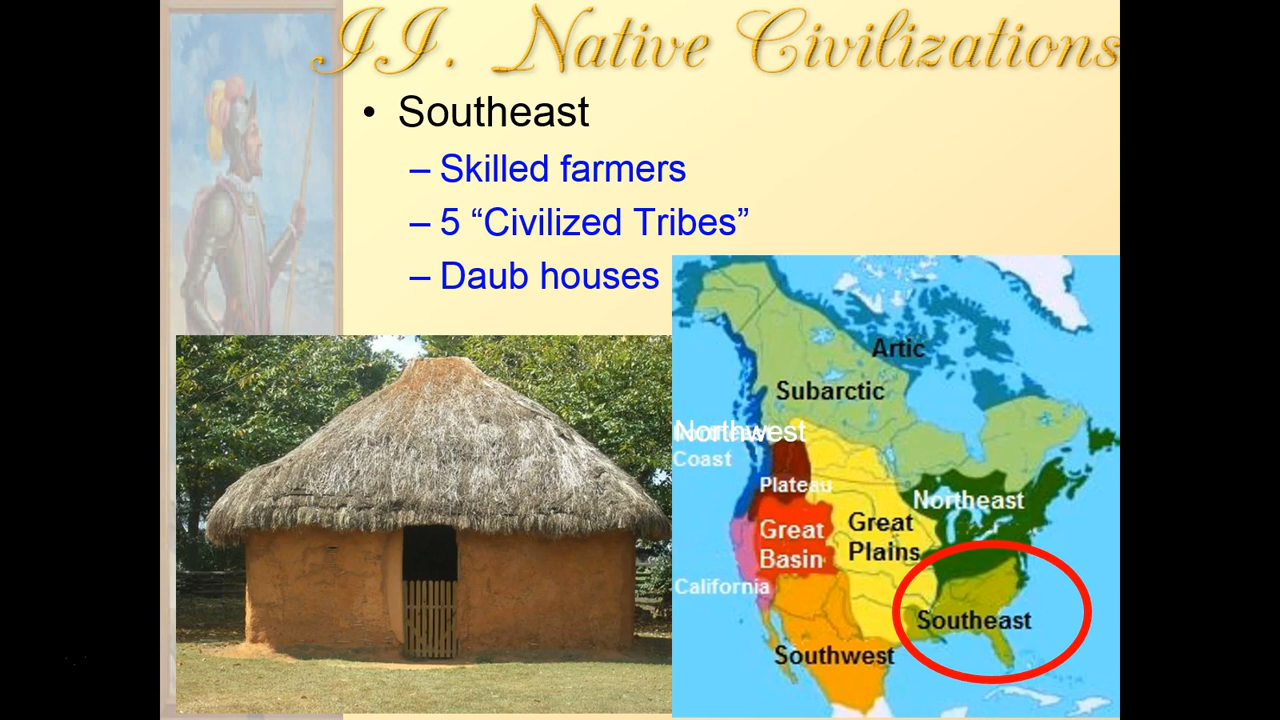 II. Native Civilizations
• Southeast
– Skilled farmers
– 5 “Civilized Tribes”
– Daub houses
Artic
Subarctic
Northwest
Coast
Plateau
Northeast
Great
Basin
Great
Plains
California
Southeast
Southwest